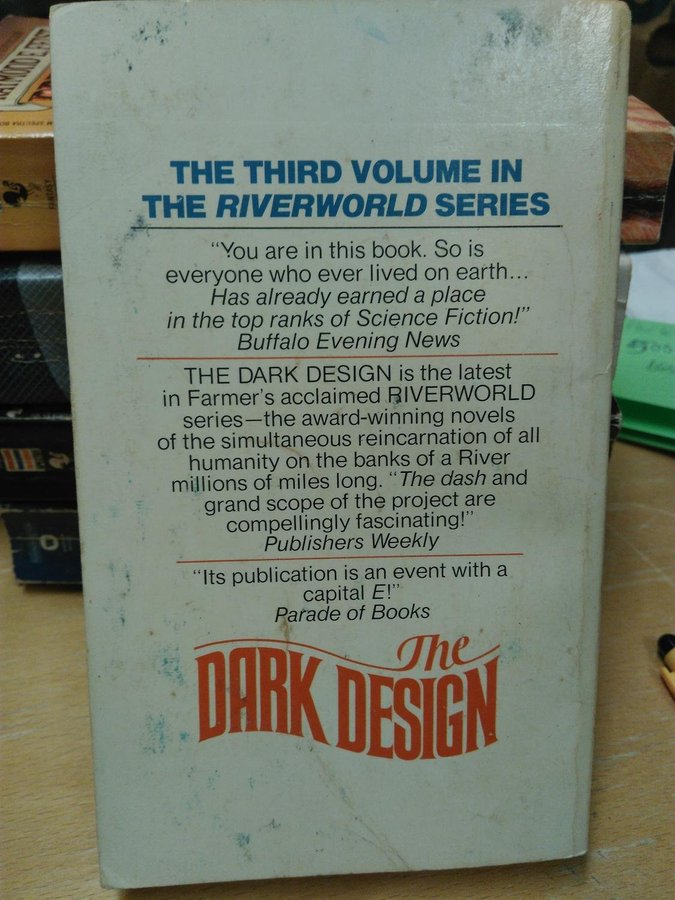 THE THIRD VOLUME IN
THE RIVERWORLD SERIES
“You are in this book. So is
everyone who ever lived on earth...
Has already earned a place
in the top ranks of Science Fiction!”
Buffalo Evening News
THE DARK DESIGN is the latest
in Farmer's acclaimed RIVERWORLD
series—the award-winning novels
of the simultaneous reincarnation of all
humanity on the banks of a River
millions of miles long. “The dash and
grand scope of the project are
compellingly fascinating!”
Publishers Weekly
“Its publication is an event with a
capital E!”
Parade of Books
The
DARK DESIGN